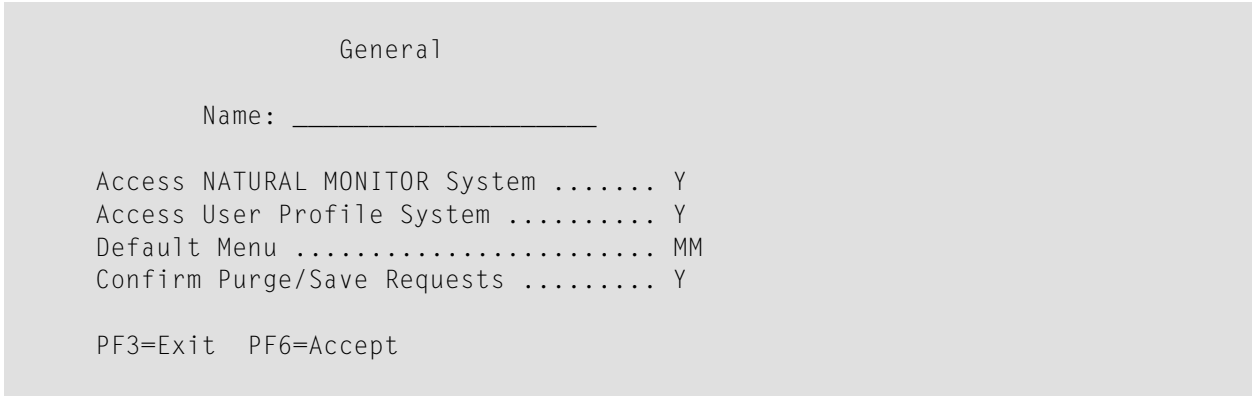 General
Name: ____________________
Access NATURAL MONITOR System ....... Y
Access User Profile System .......... Y
Default Menu ........................ MM
Confirm Purge/Save Requests ......... Y
PF3=Exit  PF6=Accept